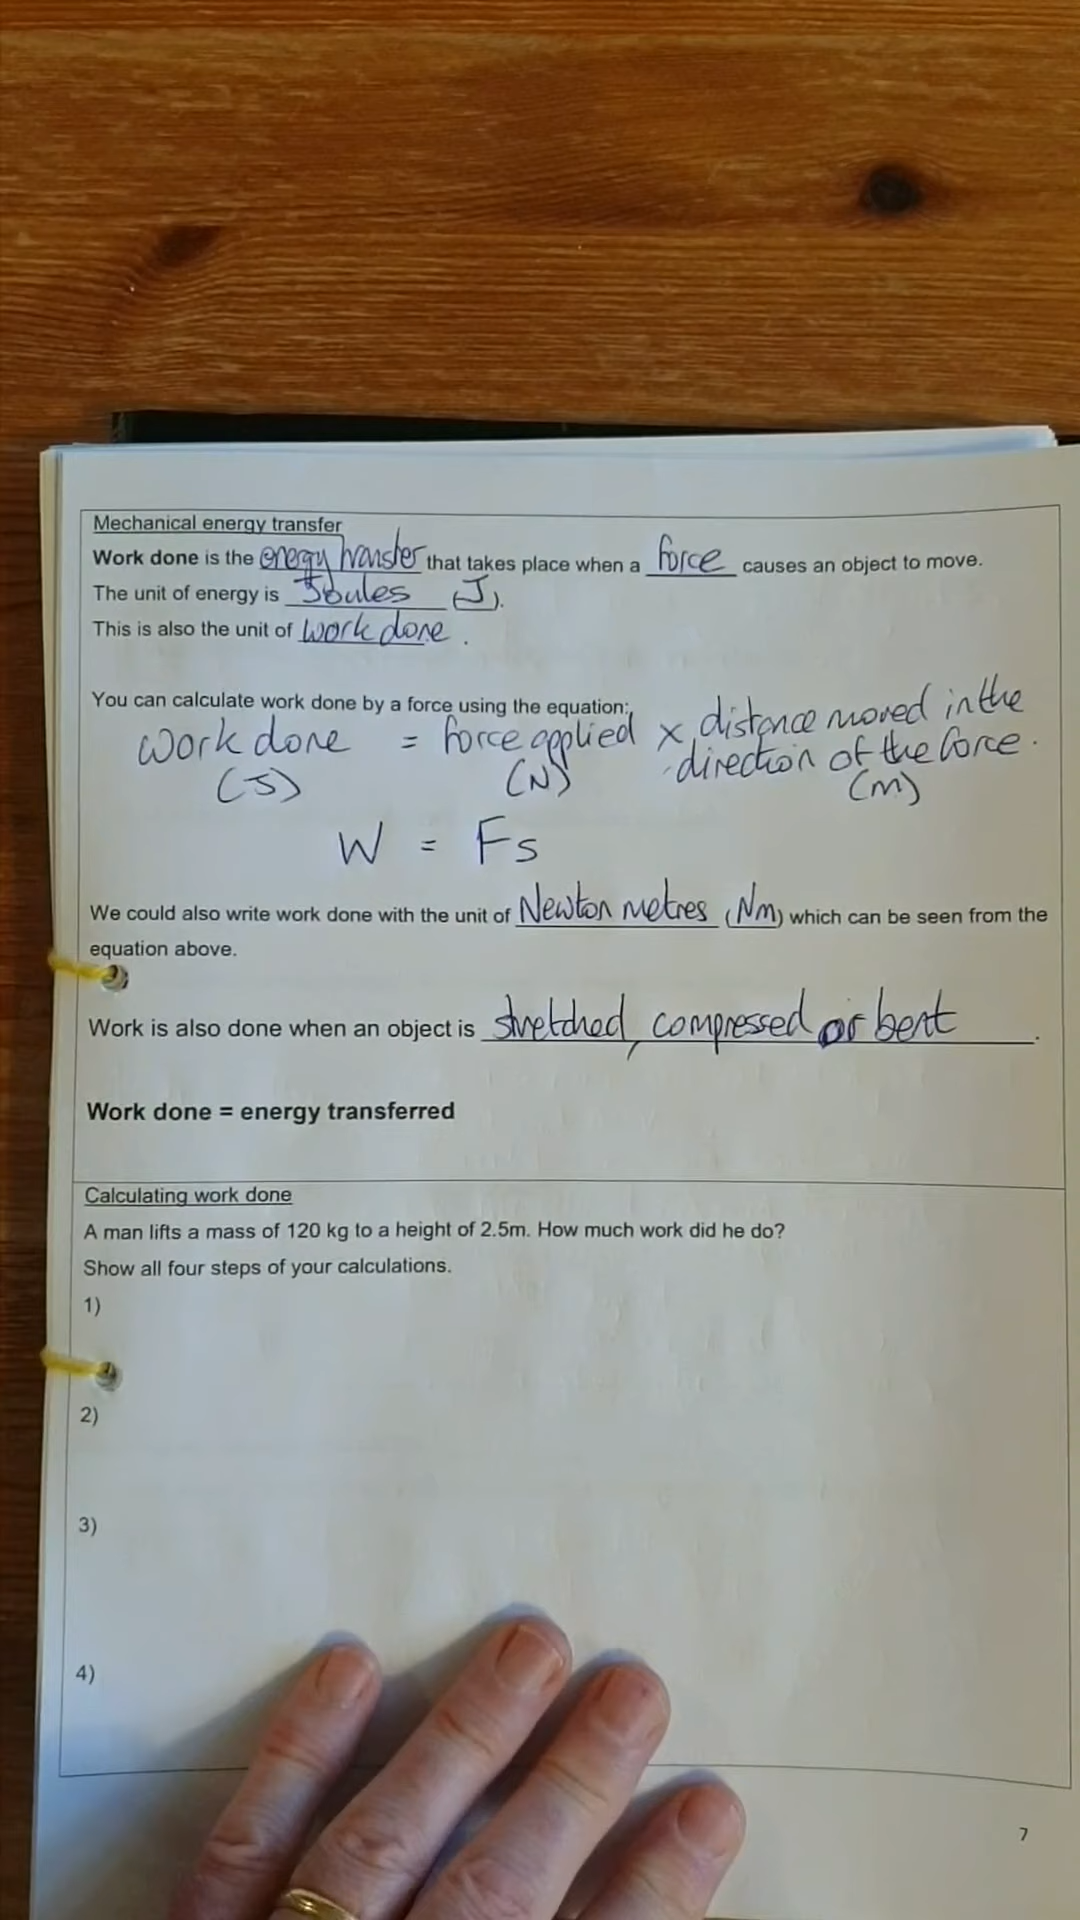 Mechanical energy transfer
Work done is the energy transfer that takes place when a force causes an object to move.
The unit of energy is Joules (J).
This is also the unit of work done.
You can calculate work done by a force using the equation:
work done = force applied x distance moved in the
direction of the force.
(J) (N) (m)
W = Fs
We could also write work done with the unit of Newton metres (Nm) which can be seen from the
equation above.
Work is also done when an object is stretched, compressed or bent.
Work done = energy transferred
Calculating work done
A man lifts a mass of 120 kg to a height of 2.5m. How much work did he do?
Show all four steps of your calculations.
1)
2)
3)
4)
7